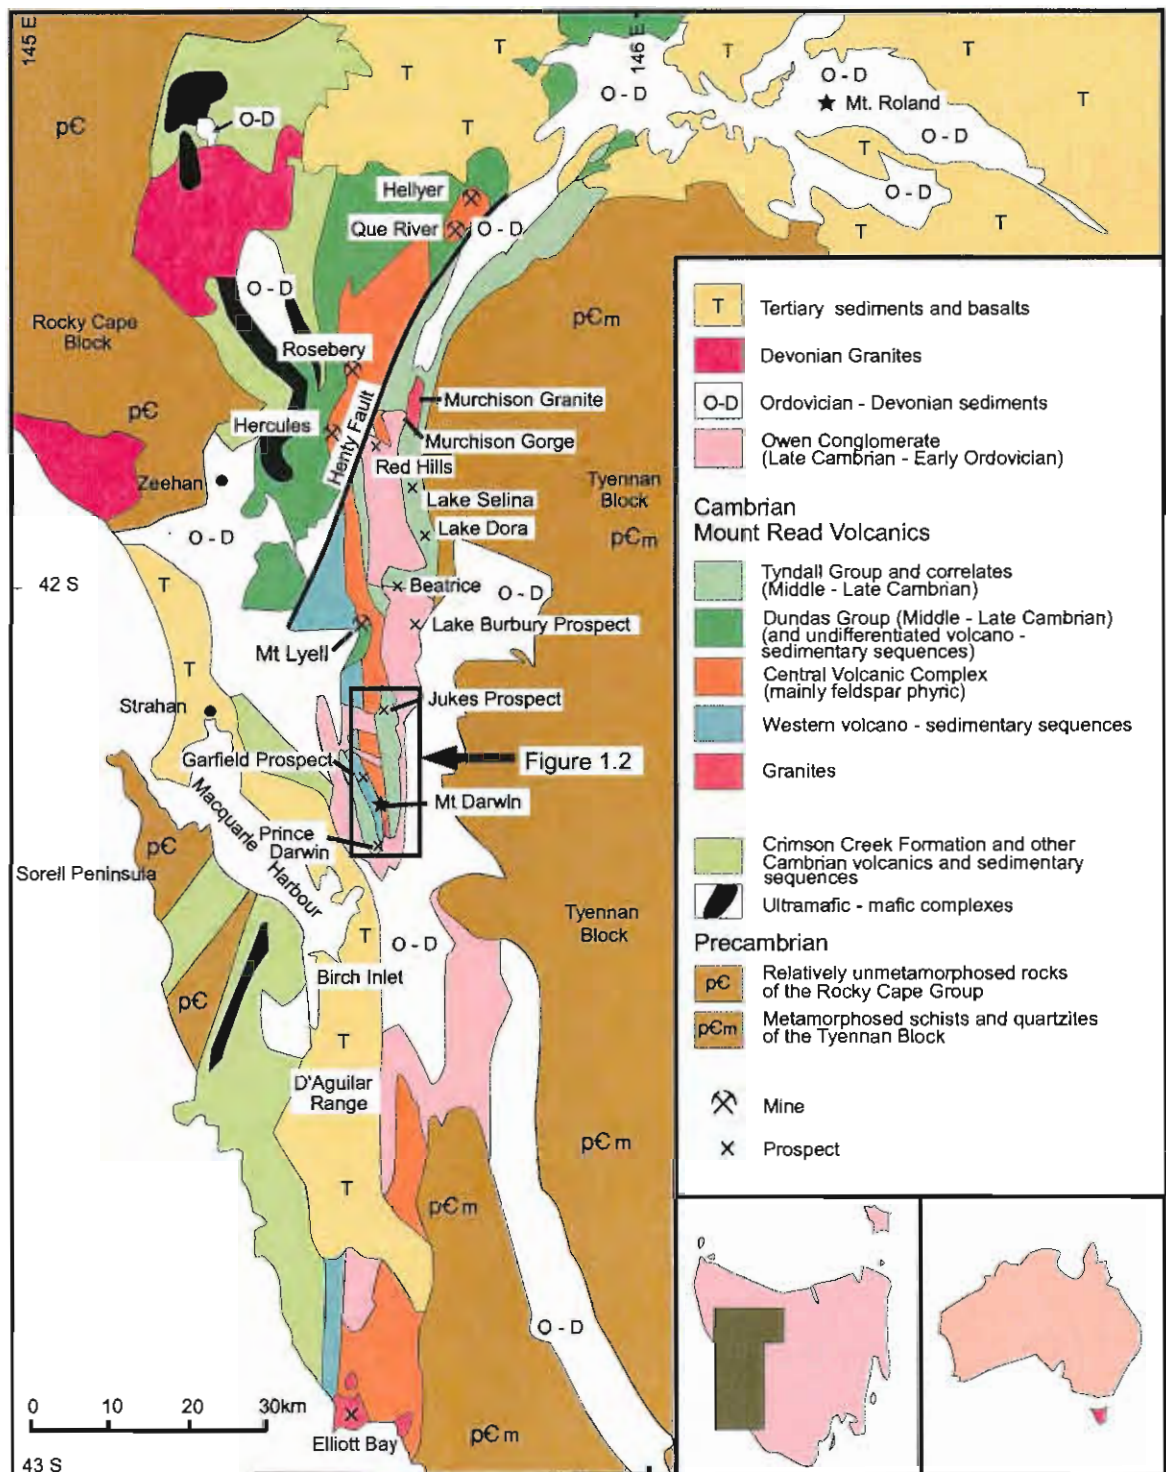 145 E
146 E
T
T
T
T
T
T
O - D
Mt. Roland
O - D
pЄ
O-D
T
Hellyer
Que River
O - D
O - D
T
T
O - D
Rocky Cape
Block
pЄm
Rosebery
pЄ
Henty Fault
Murchison Granite
Hercules
Murchison Gorge
Red Hills
Zeehan
Lake Selina
Tyennan
Block
pЄm
Lake Dora
O - D
42 S
T
Beatrice
O - D
Lake Burbury Prospect
Mt Lyell
T
Jukes Prospect
Strahan
Garfield Prospect
Figure 1.2
Macquarie Harbour
Mt Darwin
Prince
Darwin
pЄ
Sorell Peninsula
Tyennan
Block
T
O - D
Birch Inlet
pЄ
T
D'Aguilar
Range
pЄm
T
pЄm
O - D
0 10 20 30km
Elliott Bay
pЄm
43 S
T Tertiary sediments and basalts
Devonian Granites
O-D Ordovician - Devonian sediments
Owen Conglomerate
(Late Cambrian - Early Ordovician)
Cambrian
Mount Read Volcanics
Tyndall Group and correlates
(Middle - Late Cambrian)
Dundas Group (Middle - Late Cambrian)
(and undifferentiated volcano -
sedimentary sequences)
Central Volcanic Complex
(mainly feldspar phyric)
Western volcano - sedimentary sequences
Granites
Crimson Creek Formation and other
Cambrian volcanics and sedimentary
sequences
Ultramafic - mafic complexes
Precambrian
pЄ Relatively unmetamorphosed rocks
of the Rocky Cape Group
pЄm Metamorphosed schists and quartzites
of the Tyennan Block
Mine
Prospect